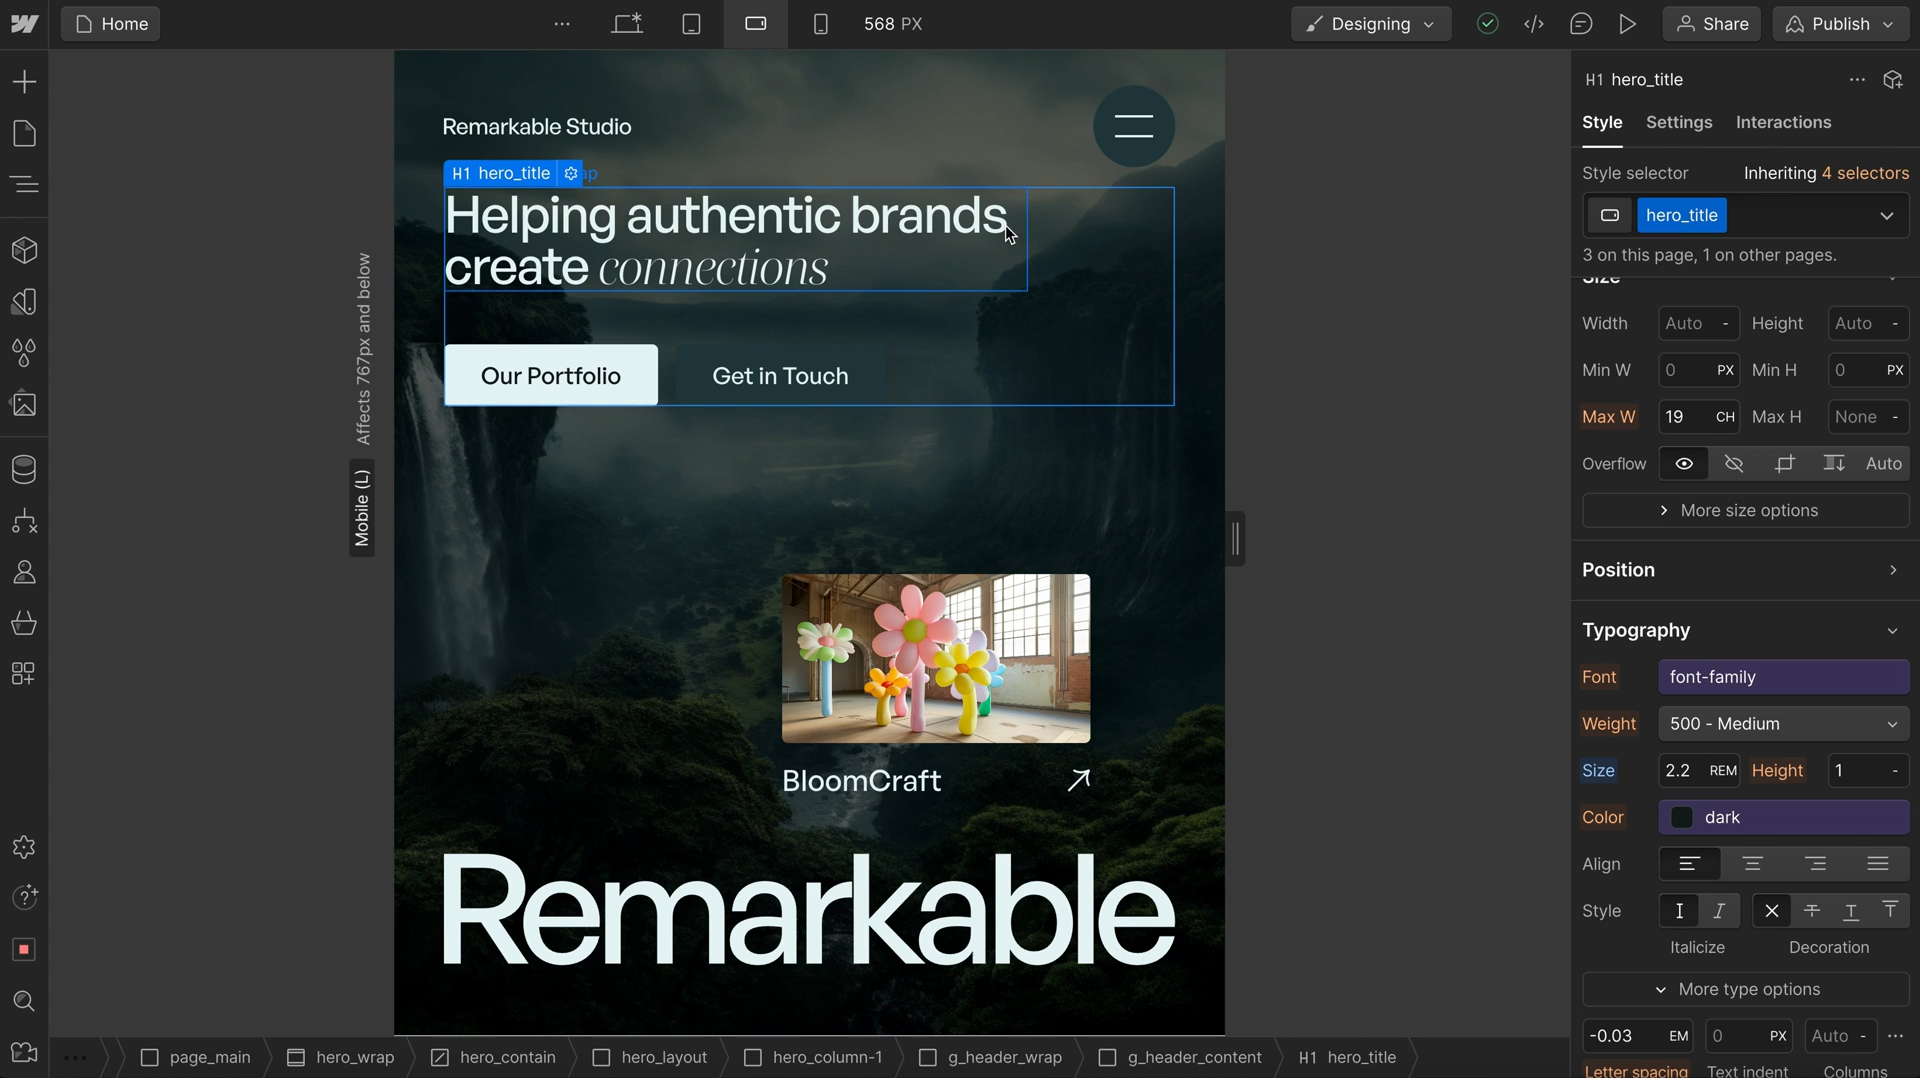 Home
568 PX
Designing
Share
Publish
H1 hero_title
Style
Settings
Interactions
Style selector
Inheriting 4 selectors
hero_title
3 on this page, 1 on other pages.
Size
Width
Auto
-
Height
Auto
-
Min W
0
PX
Min H
0
PX
Max W
19
CH
Max H
None
-
Overflow
Auto
More size options
Position
Typography
Font
font-family
Weight
500 - Medium
Size
2.2
REM
Height
1
-
Color
dark
Align
Style
Italicize
Decoration
More type options
-0.03
EM
0
PX
Auto
-
Letter spacing
Text indent
Columns
Affects 767px and below
Mobile (L)
Remarkable Studio
H1 hero_title
ap
Helping authentic brands
create connections
Our Portfolio
Get in Touch
BloomCraft
Remarkable
page_main
hero_wrap
hero_contain
hero_layout
hero_column-1
g_header_wrap
g_header_content
H1 hero_title